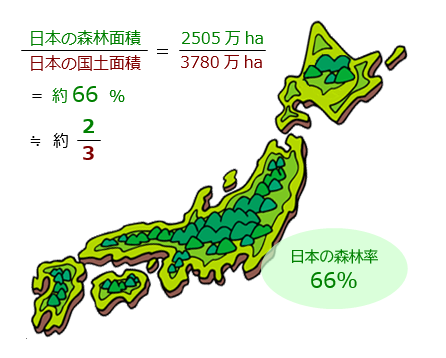 日本の森林面積
日本の国土面積
=
2505万ha
3780万ha
= 約66 %
≒ 約 2
3
日本の森林率
66%